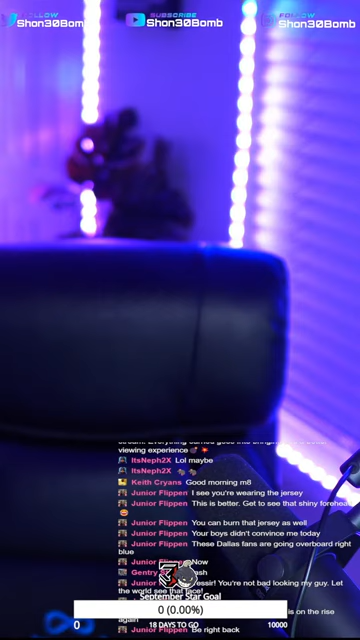 FOLLOW SUBSCRIBE FOLLOW
Shon30Bomb Shon30Bomb Shon30Bomb
viewing experience
ItsNeph2X Lol maybe
ItsNeph2X
Keith Cryans Good morning m8
Junior Flippen I see you're wearing the jersey
Junior Flippen This is better. Get to see that shiny forehead
Junior Flippen You can burn that jersey as well
Junior Flippen Your boys didn't convince me today
Junior Flippen These Dallas fans are going overboard right
blue
Junior Flippen Now
Gentry
Junior You're not bad looking my guy. Let
the world see that face!
September Star Goal
0 (0.00%)
is on the rise
again
0 18 DAYS TO GO 10000
Junior Flippen Be right back